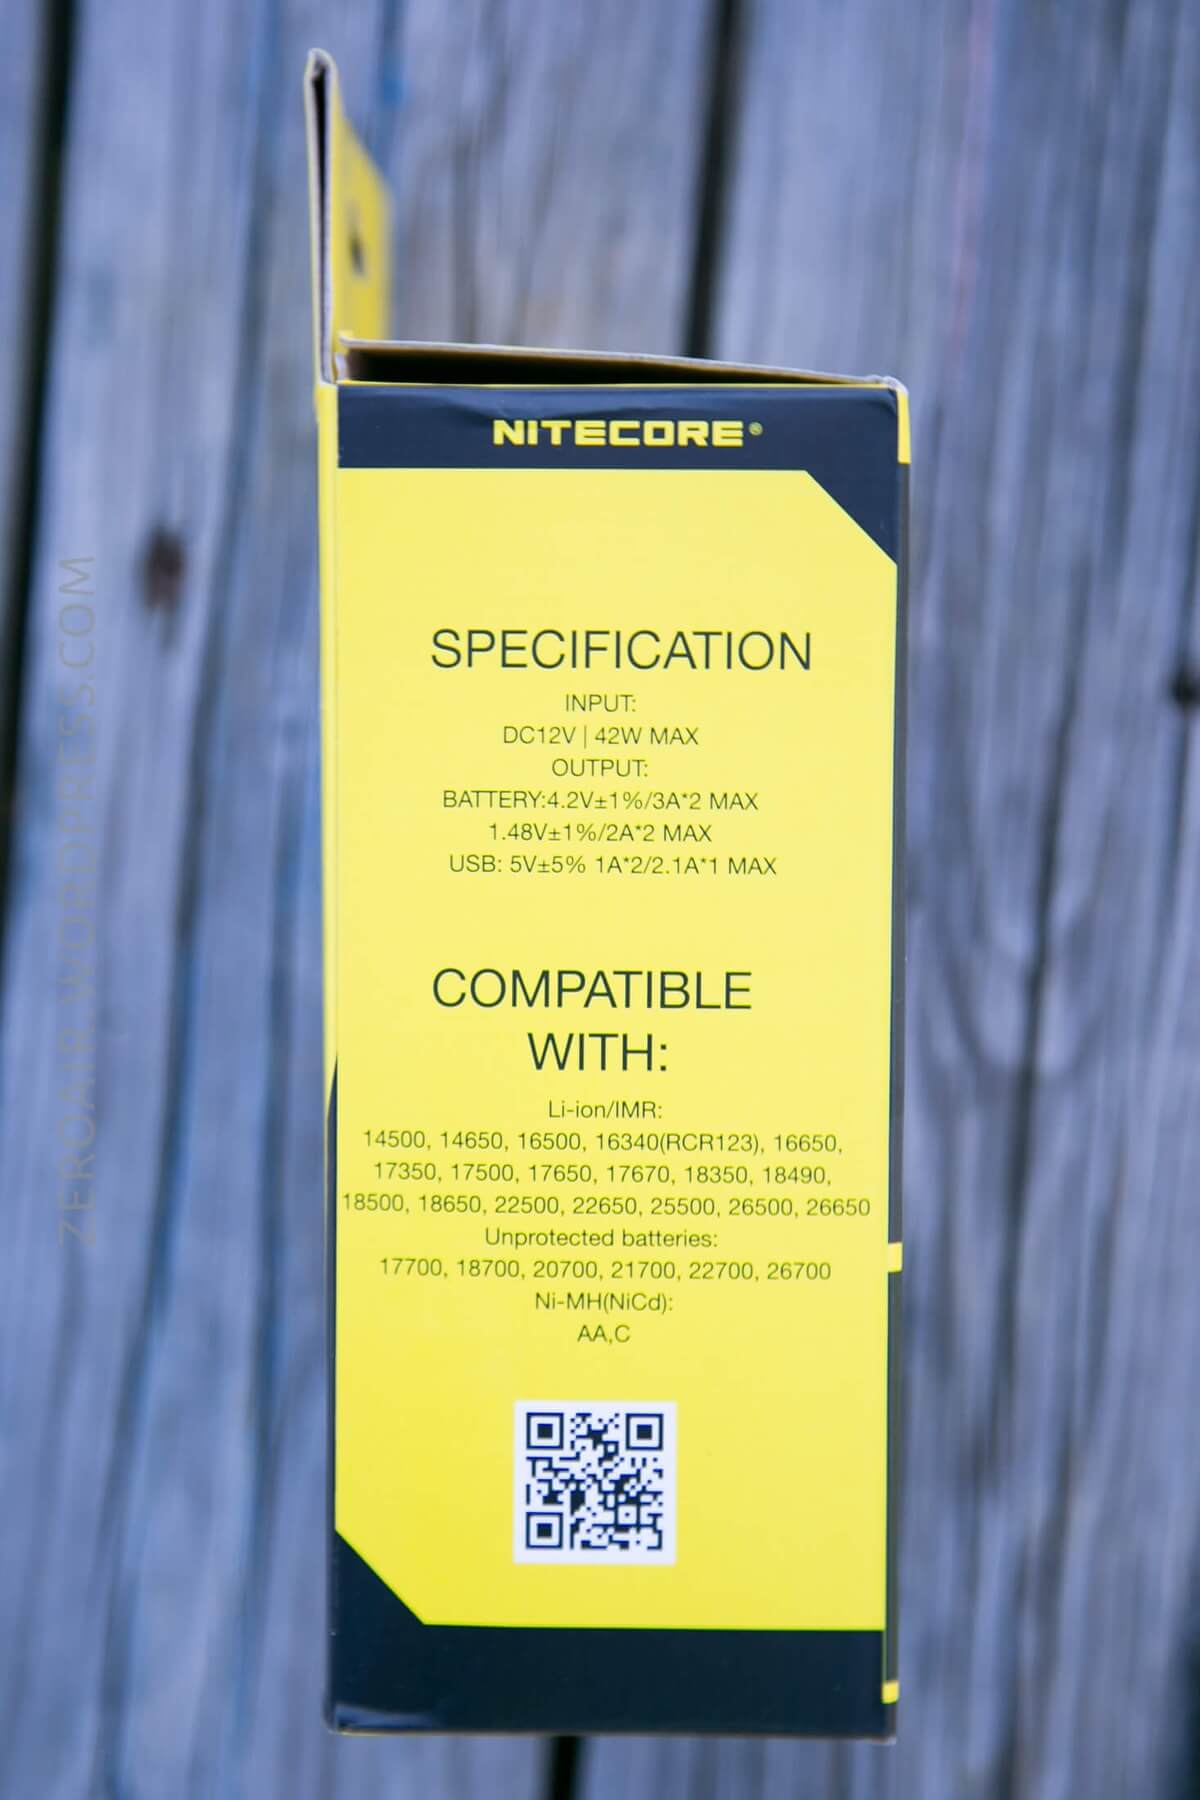 NITECORE®
SPECIFICATION
INPUT:
DC12V | 42W MAX
OUTPUT:
BATTERY:4.2V±1%/3A*2 MAX
1.48V±1%/2A*2 MAX
USB: 5V±5% 1A*2/2.1A*1 MAX
COMPATIBLE
WITH:
Li-ion/IMR:
14500, 14650, 16500, 16340(RCR123), 16650,
17350, 17500, 17650, 17670, 18350, 18490,
18500, 18650, 22500, 22650, 25500, 26500, 26650
Unprotected batteries:
17700, 18700, 20700, 21700, 22700, 26700
Ni-MH(NiCd):
AA,C
ZEROAIR.WORDPRESS.COM